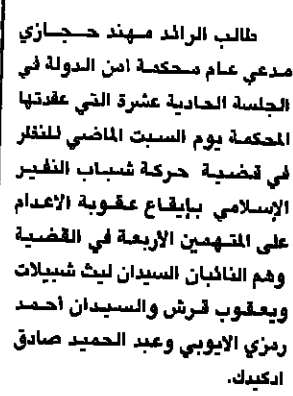 طالب الرائد مهند حجازي
مدعي عام محكمة امن الدولة في
الجلسة الحادية عشرة التي عقدتها
المحكمة يوم السبت الماضي للنظر
في قضية حركة شباب النفير
الإسلامي بإيقاع عقوبة الاعدام
على المتهمين الأربعة في القضية
وهم النائبان السيدان ليث شبيلات
ويعقوب قرش والسيدان احمد
رمزي الايوبي وعبد الحميد صادق
ادكيدك.